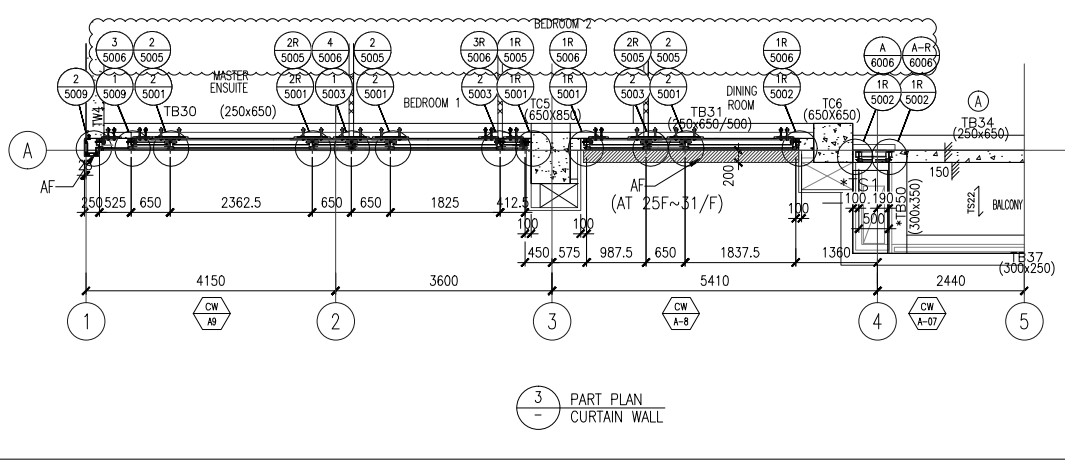 BEDROOM 2
3 2 2R 4 2 3R 1R 1R 2R 2 1R A A-R
5006 5005 5005 5006 5005 5006 5005 5006 5005 5005 5006 6006 6006
2 1 2 2R 1 2 2 1R 1R 2 2 1R 1R 1R
5009 5009 5001 5001 5003 5001 5003 5001 5001 5003 5001 5002 5002 5002
MASTER
ENSUITE
BEDROOM 1
DINING
ROOM
TW4
TB30 (250x650)
TC5
(650X850)
TB31
(250x650/500)
TC6
(650X650)
A
TB34
(250x650)
A
AF
AF
(AT 25F~31/F)
200
150
TS22
BALCONY
*TB50
(300x350)
250 525 650 2362.5 650 650 1825 412.5
100 100 100 100 190
500
450 575 987.5 650 1837.5 1360
TB37
(300x250)
4150 3600 5410 2440
1 2 3 4 5
CW
A9
CW
A-8
CW
A-07
3
-
PART PLAN
CURTAIN WALL